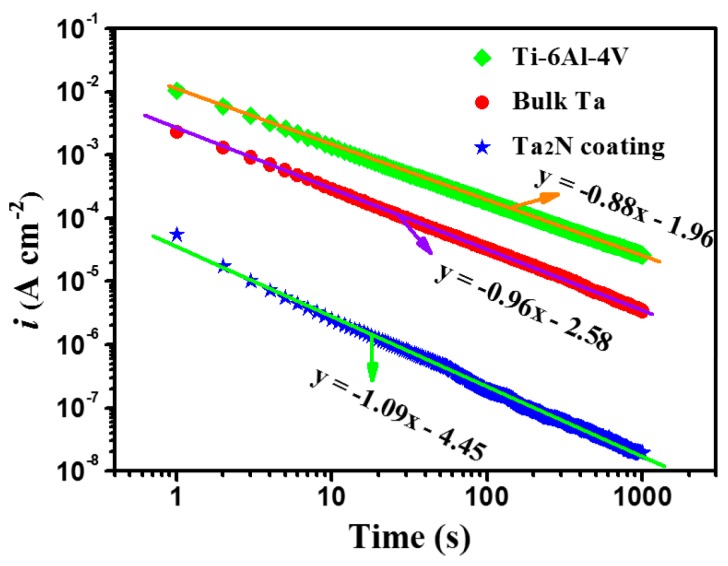 10⁻¹
10⁻²
10⁻³
10⁻⁴
10⁻⁵
10⁻⁶
10⁻⁷
10⁻⁸
i (A cm⁻²)
Ti-6Al-4V
Bulk Ta
Ta₂N coating
y = -0.88x - 1.96
y = -0.96x - 2.58
y = -1.09x - 4.45
1 10 100 1000
Time (s)